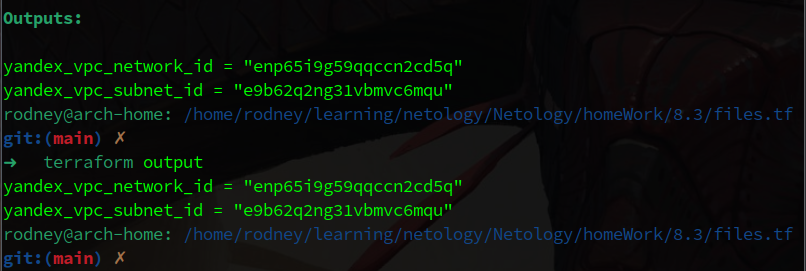 Outputs:
yandex_vpc_network_id = "enp65i9g59qqccn2cd5q"
yandex_vpc_subnet_id = "e9b62q2ng31vbmvc6mqu"
rodney@arch-home: /home/rodney/learning/netology/Netology/homeWork/8.3/files.tf
git:(main) ✗
➜ terraform output
yandex_vpc_network_id = "enp65i9g59qqccn2cd5q"
yandex_vpc_subnet_id = "e9b62q2ng31vbmvc6mqu"
rodney@arch-home: /home/rodney/learning/netology/Netology/homeWork/8.3/files.tf
git:(main) ✗